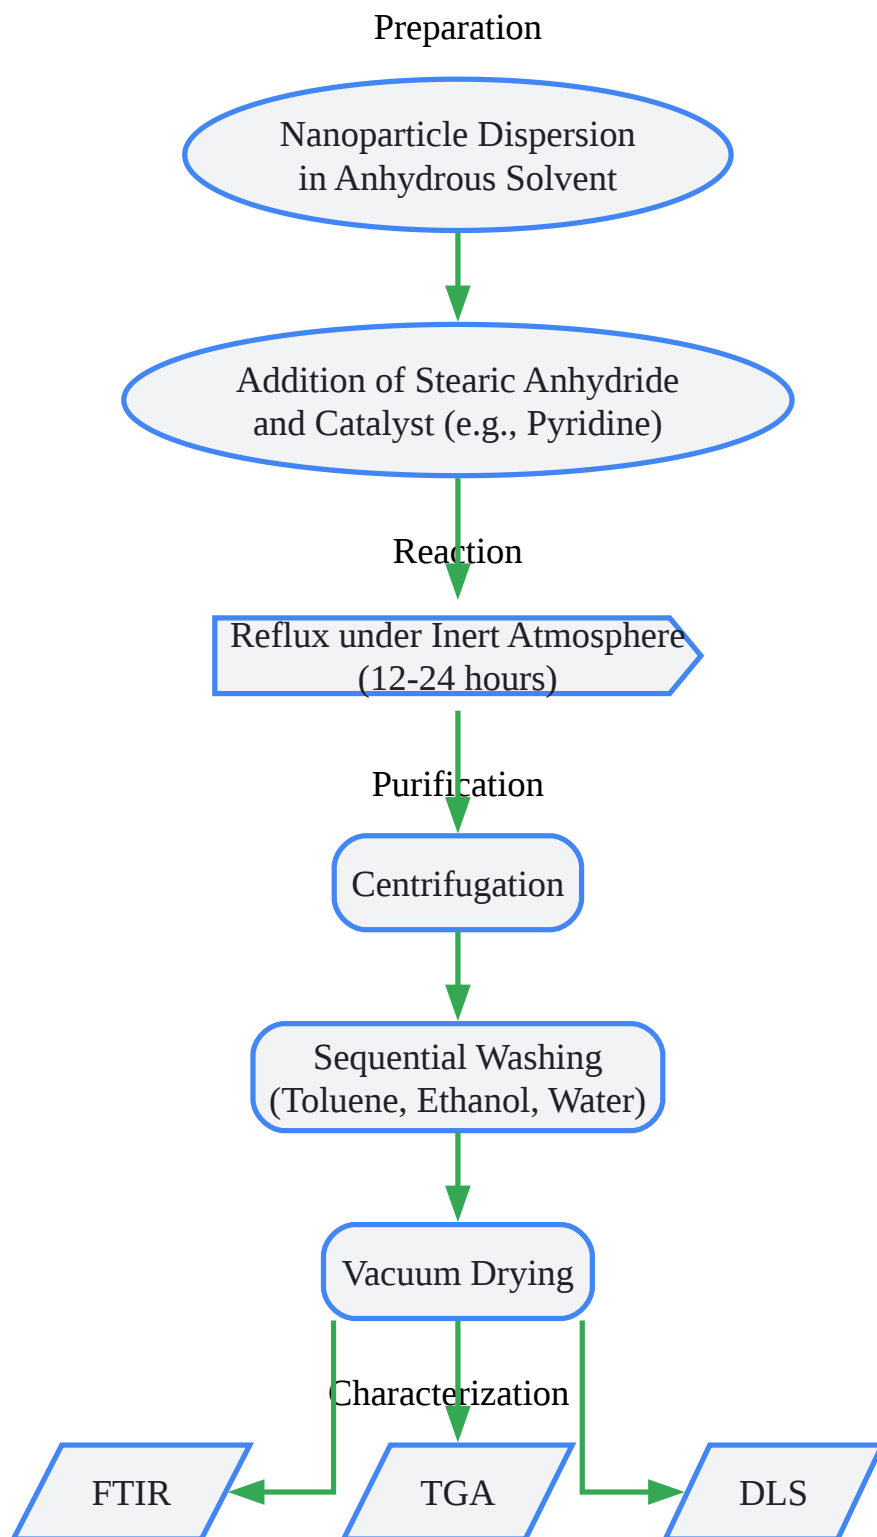 Preparation
Nanoparticle Dispersion
in Anhydrous Solvent
Addition of Stearic Anhydride
and Catalyst (e.g., Pyridine)
Reaction
Reflux under Inert Atmosphere
(12-24 hours)
Purification
Centrifugation
Sequential Washing
(Toluene, Ethanol, Water)
Vacuum Drying
Characterization
FTIR
TGA
DLS